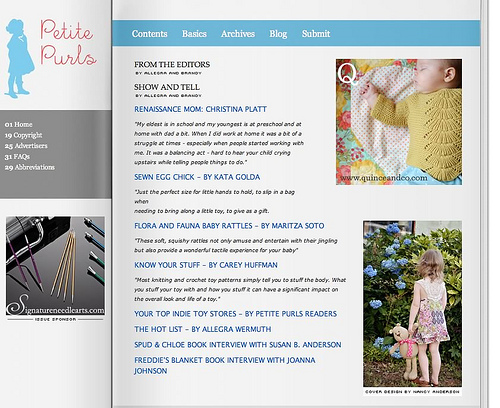 Petite
Purls
01 Home
19 Copyright
25 Advertisers
31 FAQs
29 Abbreviations
Signatureneedlearts.com
ISSUE SPONSOR
Contents Basics Archives Blog Submit
FROM THE EDITORS
BY ALLEGRA AND BRANDY
SHOW AND TELL
BY ALLEGRA AND BRANDY
RENAISSANCE MOM: CHRISTINA PLATT
"My eldest is in school and my youngest is at preschool and at
home with dad a bit. When I did work at home it was a bit of a
struggle at times - especially when people started working with
me. It was a balancing act - hard to hear your child crying
upstairs while telling people things to do."
SEWN EGG CHICK – BY KATA GOLDA
"Just the perfect size for little hands to hold, to slip in a bag
when
needing to bring along a little toy, to give as a gift.
FLORA AND FAUNA BABY RATTLES – BY MARITZA SOTO
"These soft, squishy rattles not only amuse and entertain with their jingling
but also provide a wonderful tactile experience for your baby"
KNOW YOUR STUFF – BY CAREY HUFFMAN
"Most knitting and crochet toy patterns simply tell you to stuff the body. What
you stuff your toy with and how you stuff it can have a significant impact on
the overall look and life of a toy."
YOUR TOP INDIE TOY STORES – BY PETITE PURLS READERS
THE HOT LIST – BY ALLEGRA WERMUTH
SPUD & CHLOE BOOK INTERVIEW WITH SUSAN B. ANDERSON
FREDDIE'S BLANKET BOOK INTERVIEW WITH JOANNA
JOHNSON
Q
www.quinceandco.com
COVER DESIGN BY NANCY ANDERSON